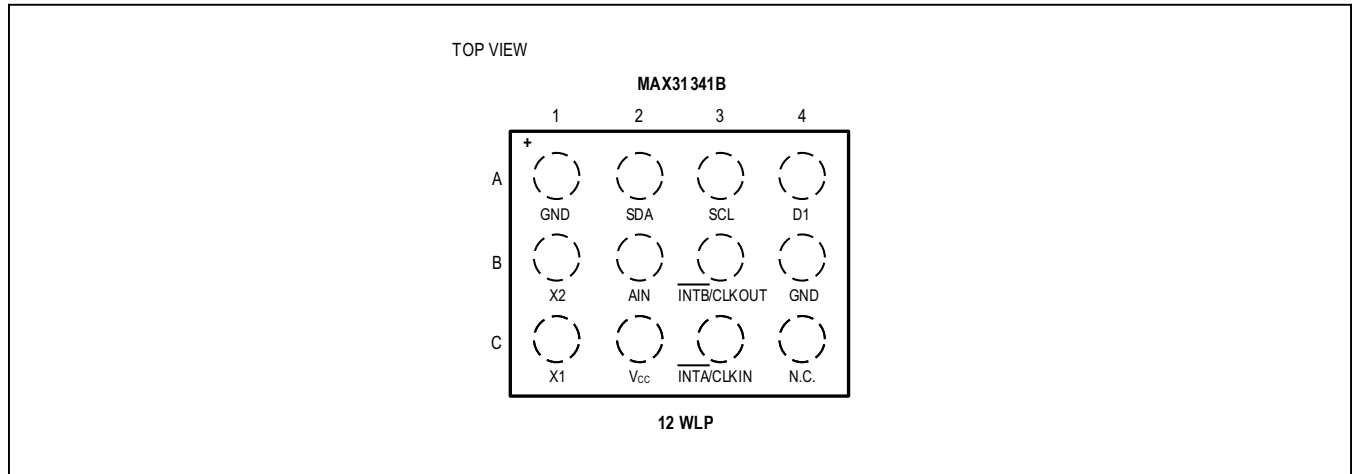 TOP VIEW
MAX31341B
1 2 3 4
+
A
GND SDA SCL D1
B
X2 AIN INTB/CLKOUT GND
C
X1 VCC INTA/CLKIN N.C.
12 WLP